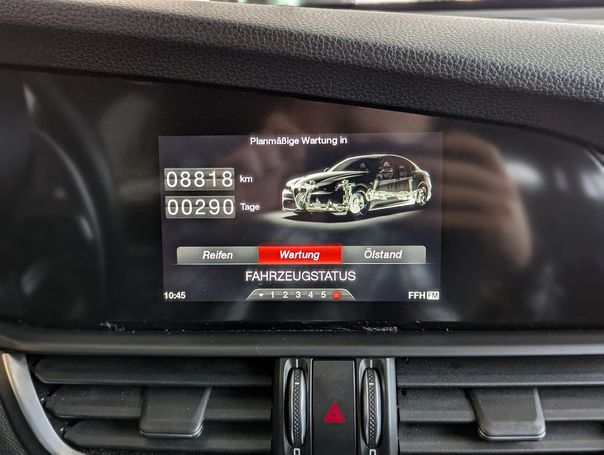 Planmäßige Wartung in
08818 km
00290 Tage
Reifen Wartung Ölstand
FAHRZEUGSTATUS
10:45 1 2 3 4 5 FFH FM